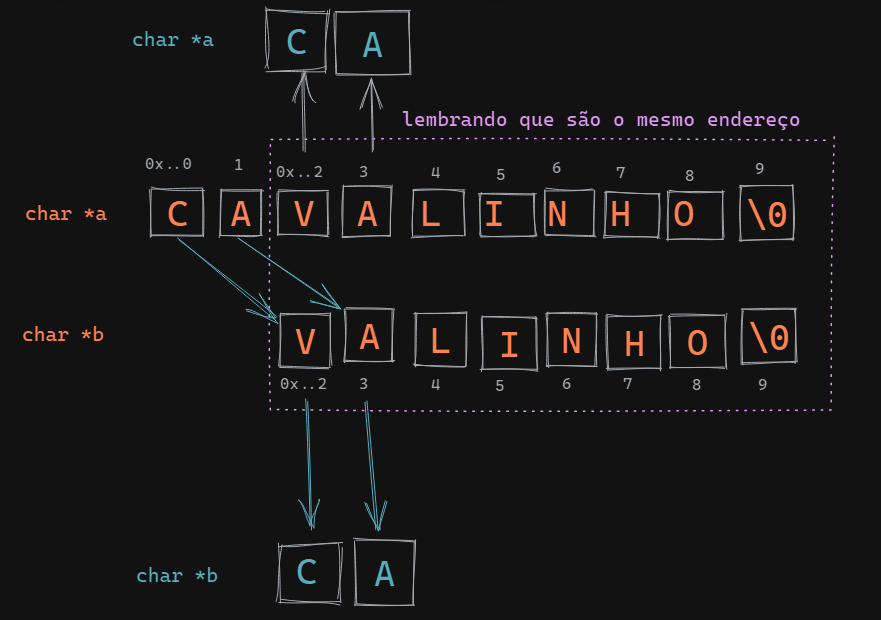 char *a C A
lembrando que são o mesmo endereço
0x..0 1 0x..2 3 4 5 6 7 8 9
char *a C A V A L I N H O \0
char *b V A L I N H O \0
0x..2 3 4 5 6 7 8 9
char *b C A